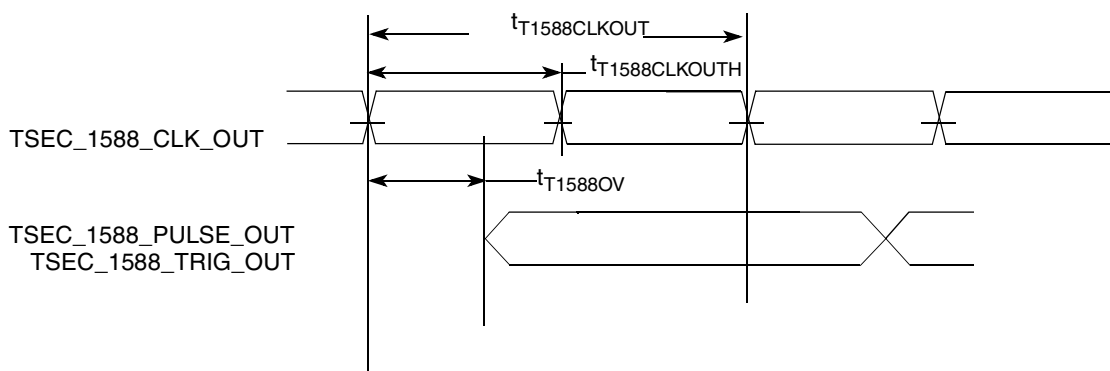 tT1588CLKOUT
tT1588CLKOUTH
TSEC_1588_CLK_OUT
tT1588OV
TSEC_1588_PULSE_OUT
TSEC_1588_TRIG_OUT